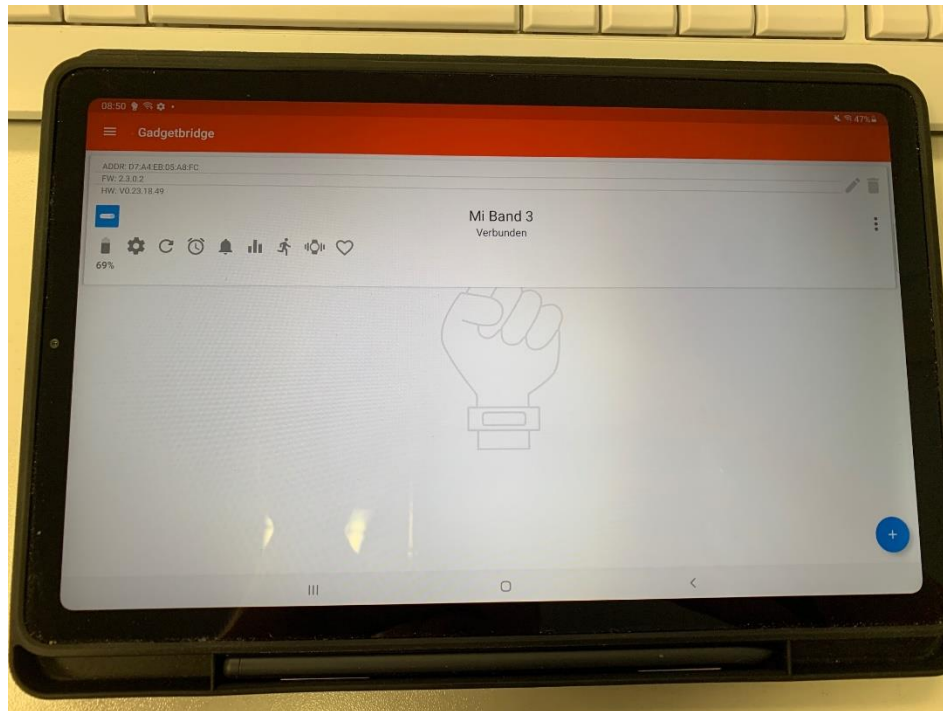 08:50
47%
Gadgetbridge
ADDR: D7:A4:EB:05:A8:FC
FW: 2.3.0.2
HW: V0.23.18.49
Mi Band 3
Verbunden
69%